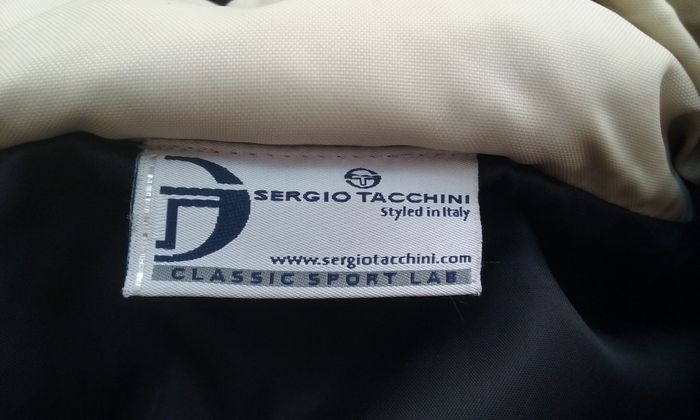 SERGIO TACCHINI
Styled in Italy
www.sergiotacchini.com
CLASSIC SPORT LAB